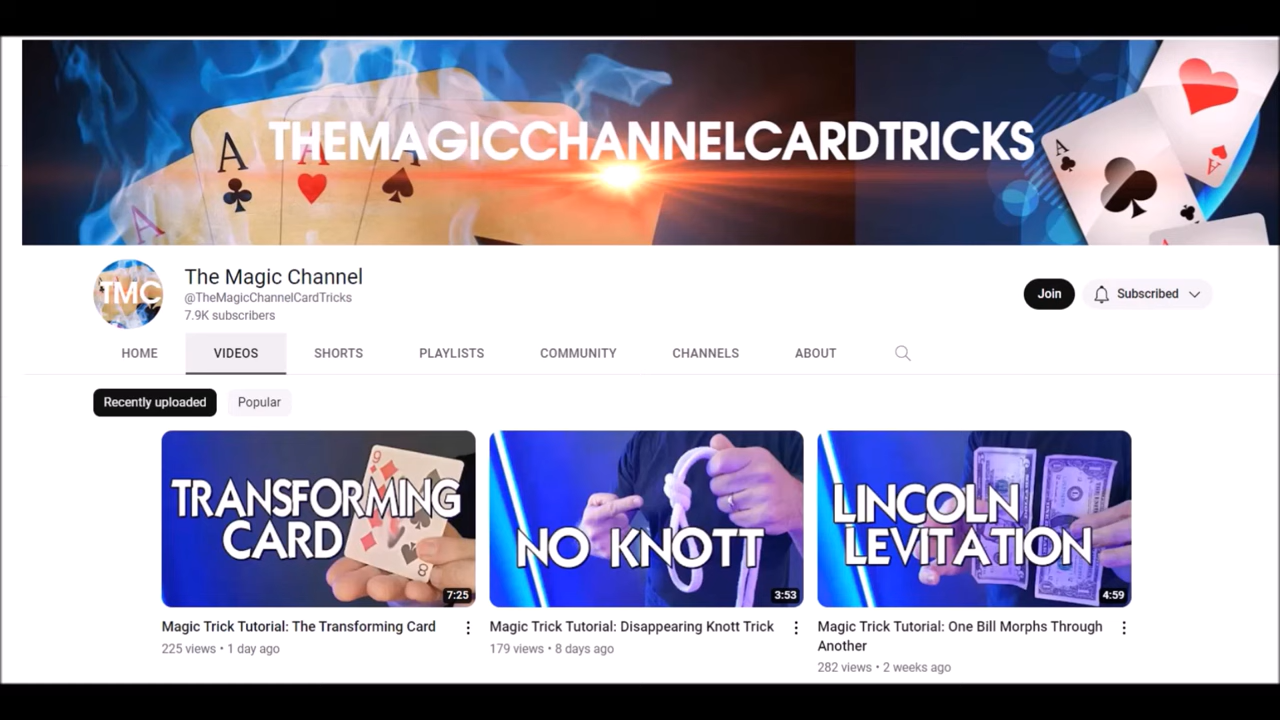 THEMAGICCHANNELCARDTRICKS
A
A
A
A
A
A
TMC
The Magic Channel
@TheMagicChannelCardTricks
7.9K subscribers
Join
Subscribed
HOME
VIDEOS
SHORTS
PLAYLISTS
COMMUNITY
CHANNELS
ABOUT
Recently uploaded
Popular
9
TRANSFORMING
CARD
8
7:25
NO KNOTT
3:53
LINCOLN
LEVITATION
1
4:59
Magic Trick Tutorial: The Transforming Card
225 views • 1 day ago
Magic Trick Tutorial: Disappearing Knott Trick
179 views • 8 days ago
Magic Trick Tutorial: One Bill Morphs Through
Another
282 views • 2 weeks ago